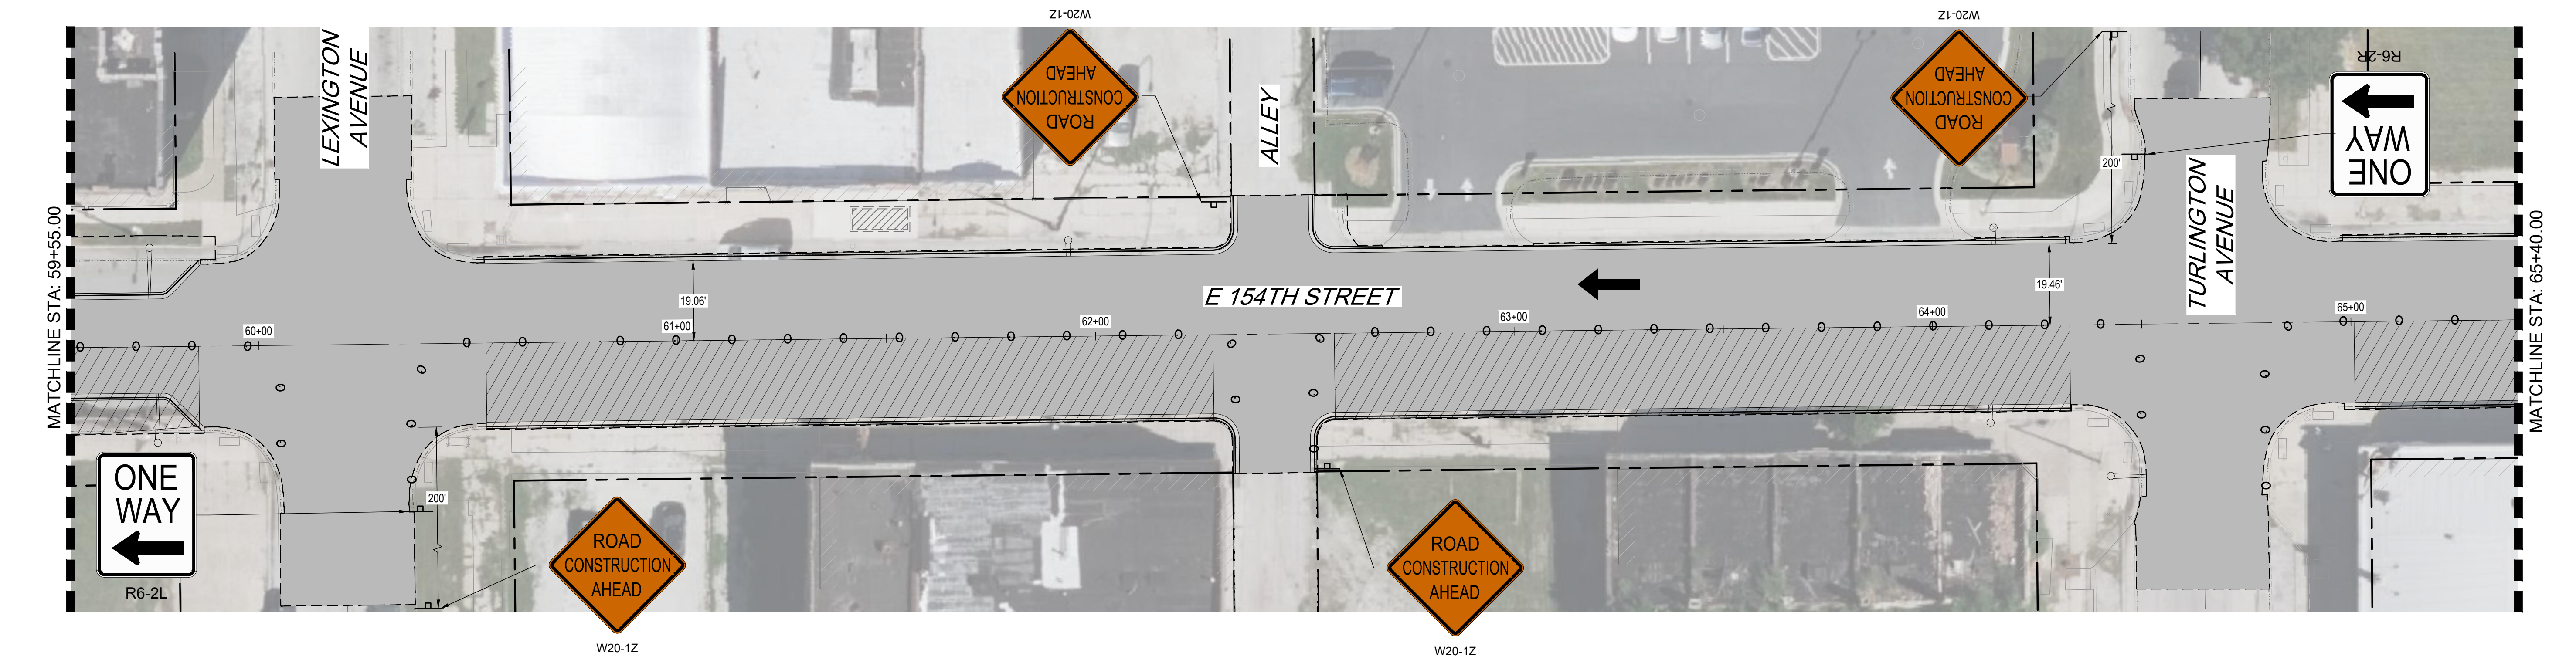 W20-1Z
W20-1Z
LEXINGTON
AVENUE
ROAD
CONSTRUCTION
AHEAD
ALLEY
ROAD
CONSTRUCTION
AHEAD
R6-2R
ONE
WAY
200'
TURLINGTON
AVENUE
MATCHLINE STA: 59+55.00
MATCHLINE STA: 65+40.00
19.06'
E 154TH STREET
19.46'
60+00
61+00
62+00
63+00
64+00
65+00
ONE
WAY
R6-2L
200'
ROAD
CONSTRUCTION
AHEAD
W20-1Z
ROAD
CONSTRUCTION
AHEAD
W20-1Z